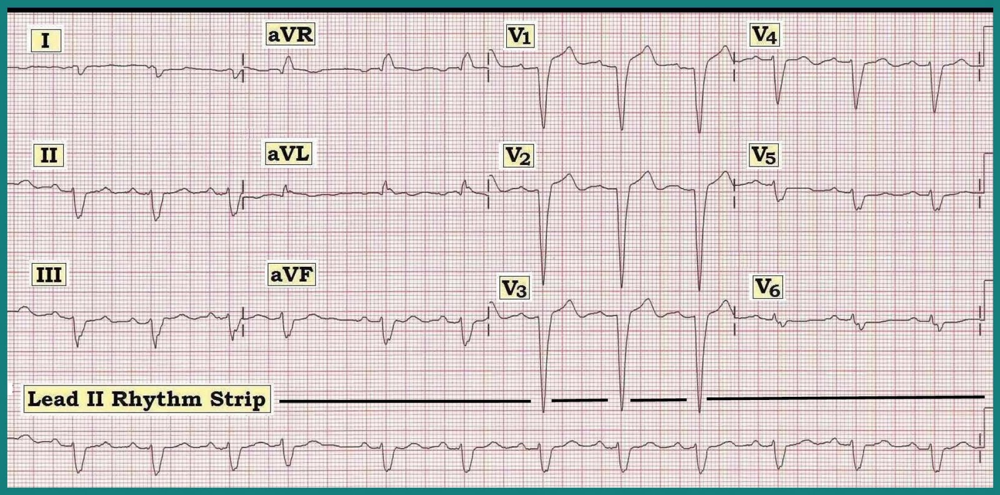 I
aVR
V1
V4
II
aVL
V2
V5
III
aVF
V3
V6
Lead II Rhythm Strip